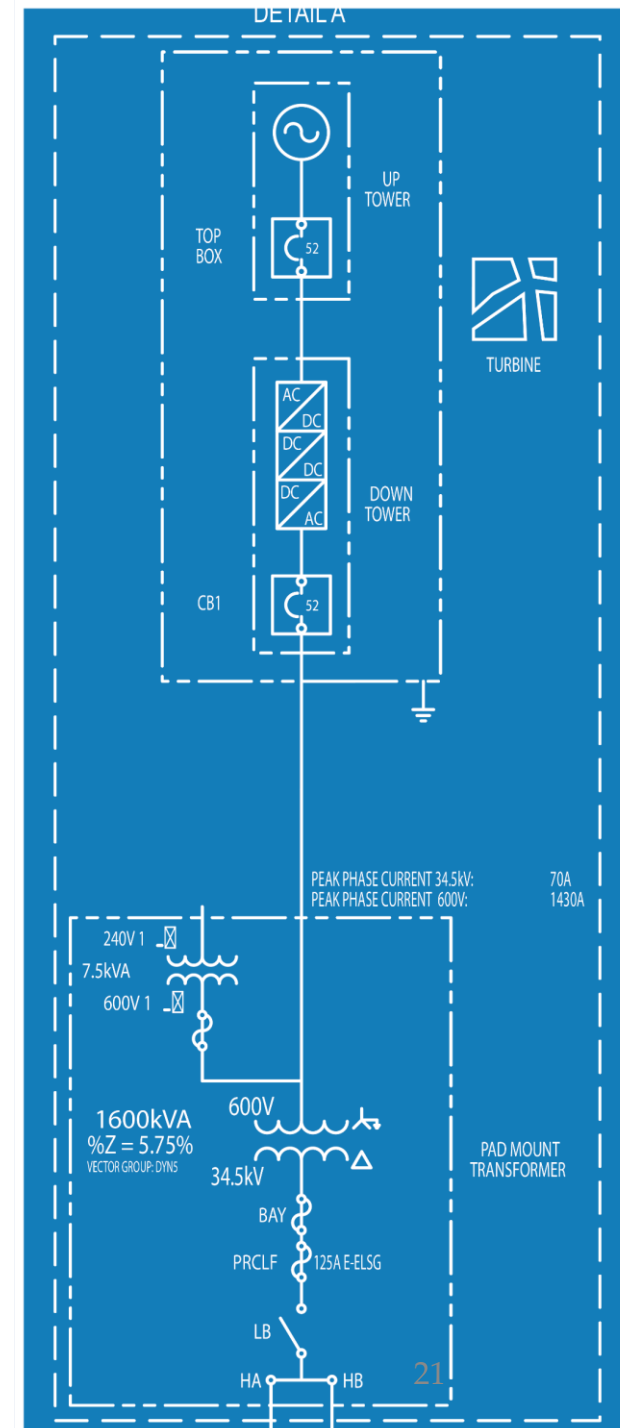 DETAIL A
UP
TOWER
TOP
BOX
52
TURBINE
AC
DC
DC
DC
DC
AC
DOWN
TOWER
CB1
52
PEAK PHASE CURRENT 34.5kV: 70A
PEAK PHASE CURRENT 600V: 1430A
240V 1
7.5kVA
600V 1
600V
1600kVA
%Z = 5.75%
VECTOR GROUP: DYN5
34.5kV
PAD MOUNT
TRANSFORMER
BAY
PRCLF 125A E-ELSG
LB
HA HB
21